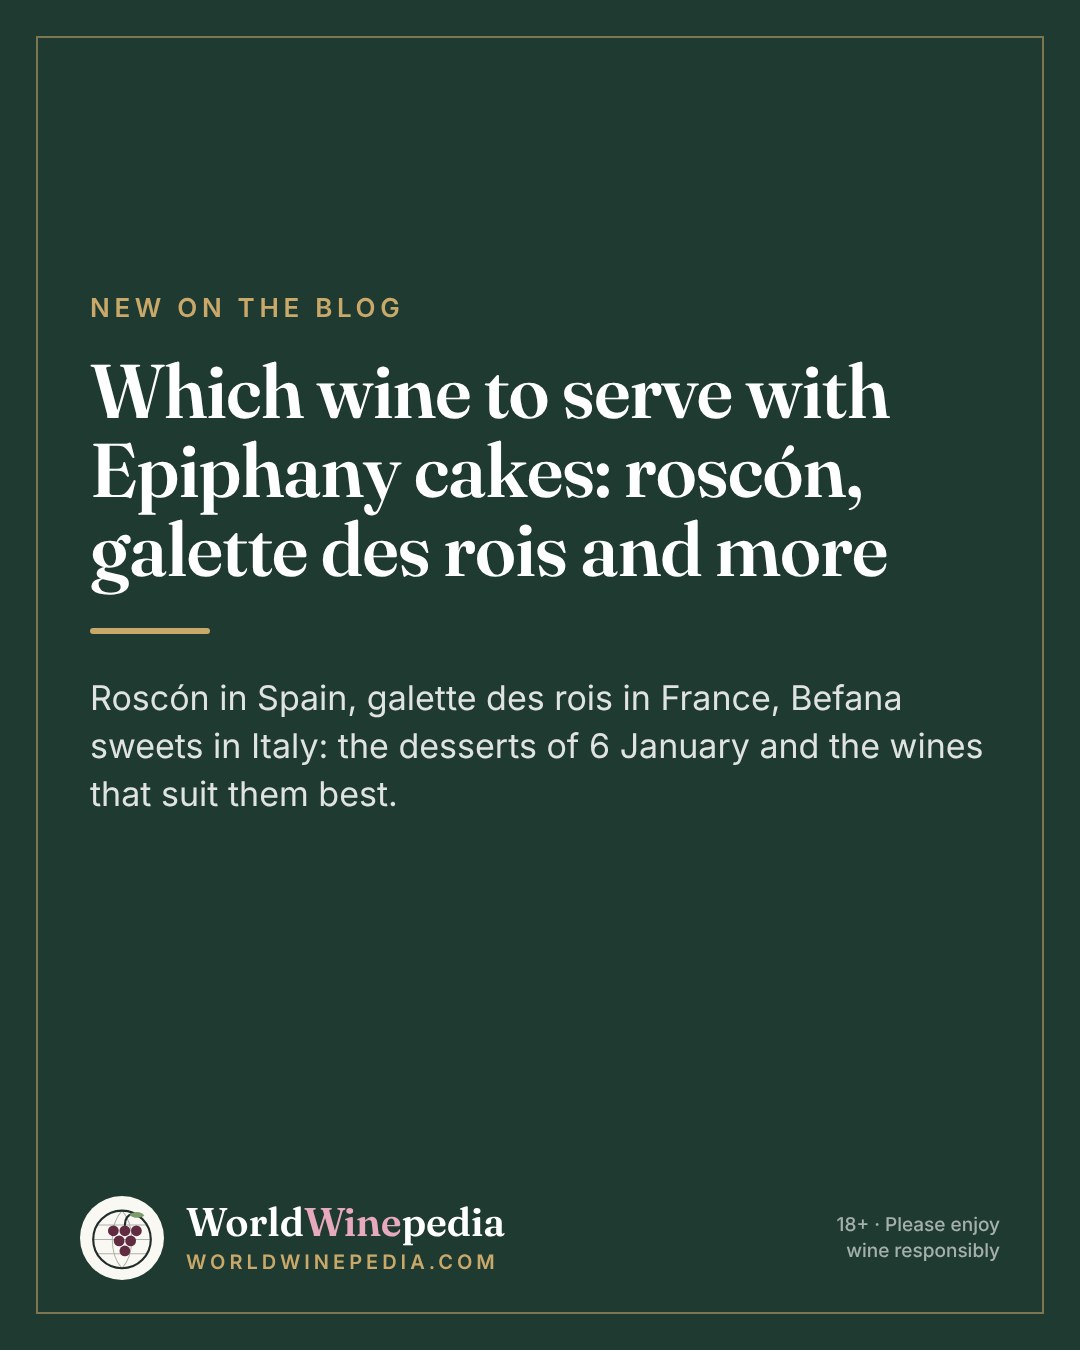 NEW ON THE BLOG
Which wine to serve with
Epiphany cakes: roscón,
galette des rois and more
Roscón in Spain, galette des rois in France, Befana
sweets in Italy: the desserts of 6 January and the wines
that suit them best.
WorldWinepedia
WORLDWINEPEDIA.COM
18+ · Please enjoy
wine responsibly